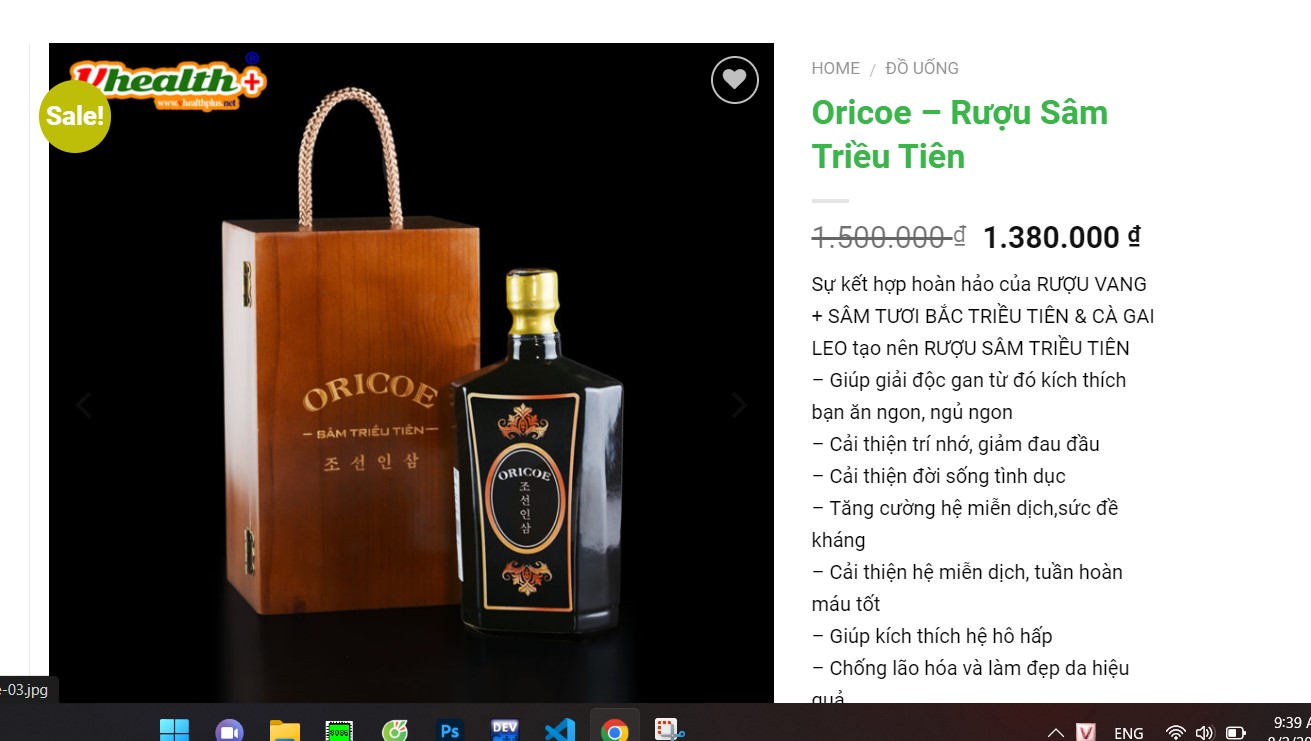 Vhealth+ ®
www.vhealthplus.net
Sale!
ORICOE
SÂM TRIỀU TIÊN
조선인삼
ORICOE
조
선
인
삼
HOME / ĐỒ UỐNG
Oricoe – Rượu Sâm
Triều Tiên
1.500.000 ₫ 1.380.000 ₫
Sự kết hợp hoàn hảo của RƯỢU VANG
+ SÂM TƯƠI BẮC TRIỀU TIÊN & CÀ GAI
LEO tạo nên RƯỢU SÂM TRIỀU TIÊN
– Giúp giải độc gan từ đó kích thích
bạn ăn ngon, ngủ ngon
– Cải thiện trí nhớ, giảm đau đầu
– Cải thiện đời sống tình dục
– Tăng cường hệ miễn dịch,sức đề
kháng
– Cải thiện hệ miễn dịch, tuần hoàn
máu tốt
– Giúp kích thích hệ hô hấp
– Chống lão hóa và làm đẹp da hiệu
quả
-03.jpg
8086
Ps
DEV
V
ENG
9:39